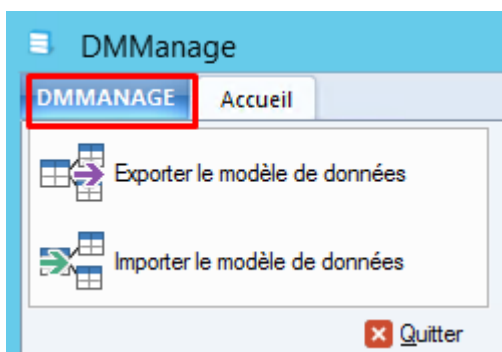 DMManage
DMMANAGE Accueil
Exporter le modèle de données
Importer le modèle de données
Quitter